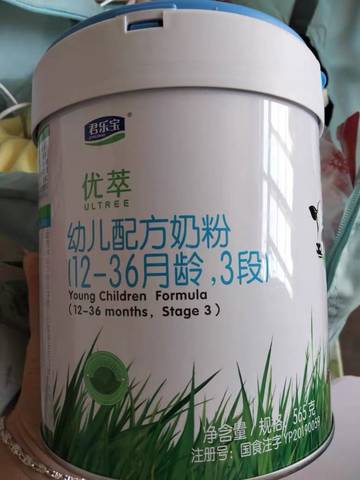 君乐宝
优萃
ULTREE
幼儿配方奶粉
(12-36月龄,3段)
Young Children Formula
(12-36 months, Stage 3)
净含量/规格: 565克
注册号: 国食注字YP20190039